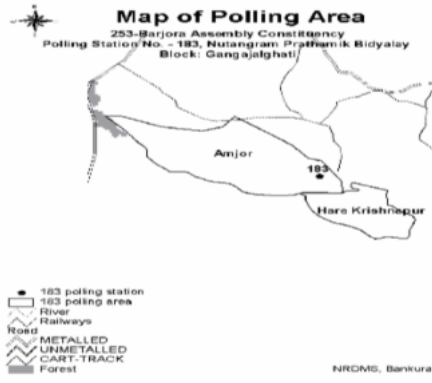 Map of Polling Area
253-Barjora Assembly Constituency
Polling Station No. - 183, Nutangram Prathamik Bidyalay
Block: Gangajalghati
Amjor
183
Hare Krishnapur
183 polling station
183 polling area
River
Railways
Road
METALLED
UNMETALLED
CART-TRACK
Forest
NRDMS, Bankura